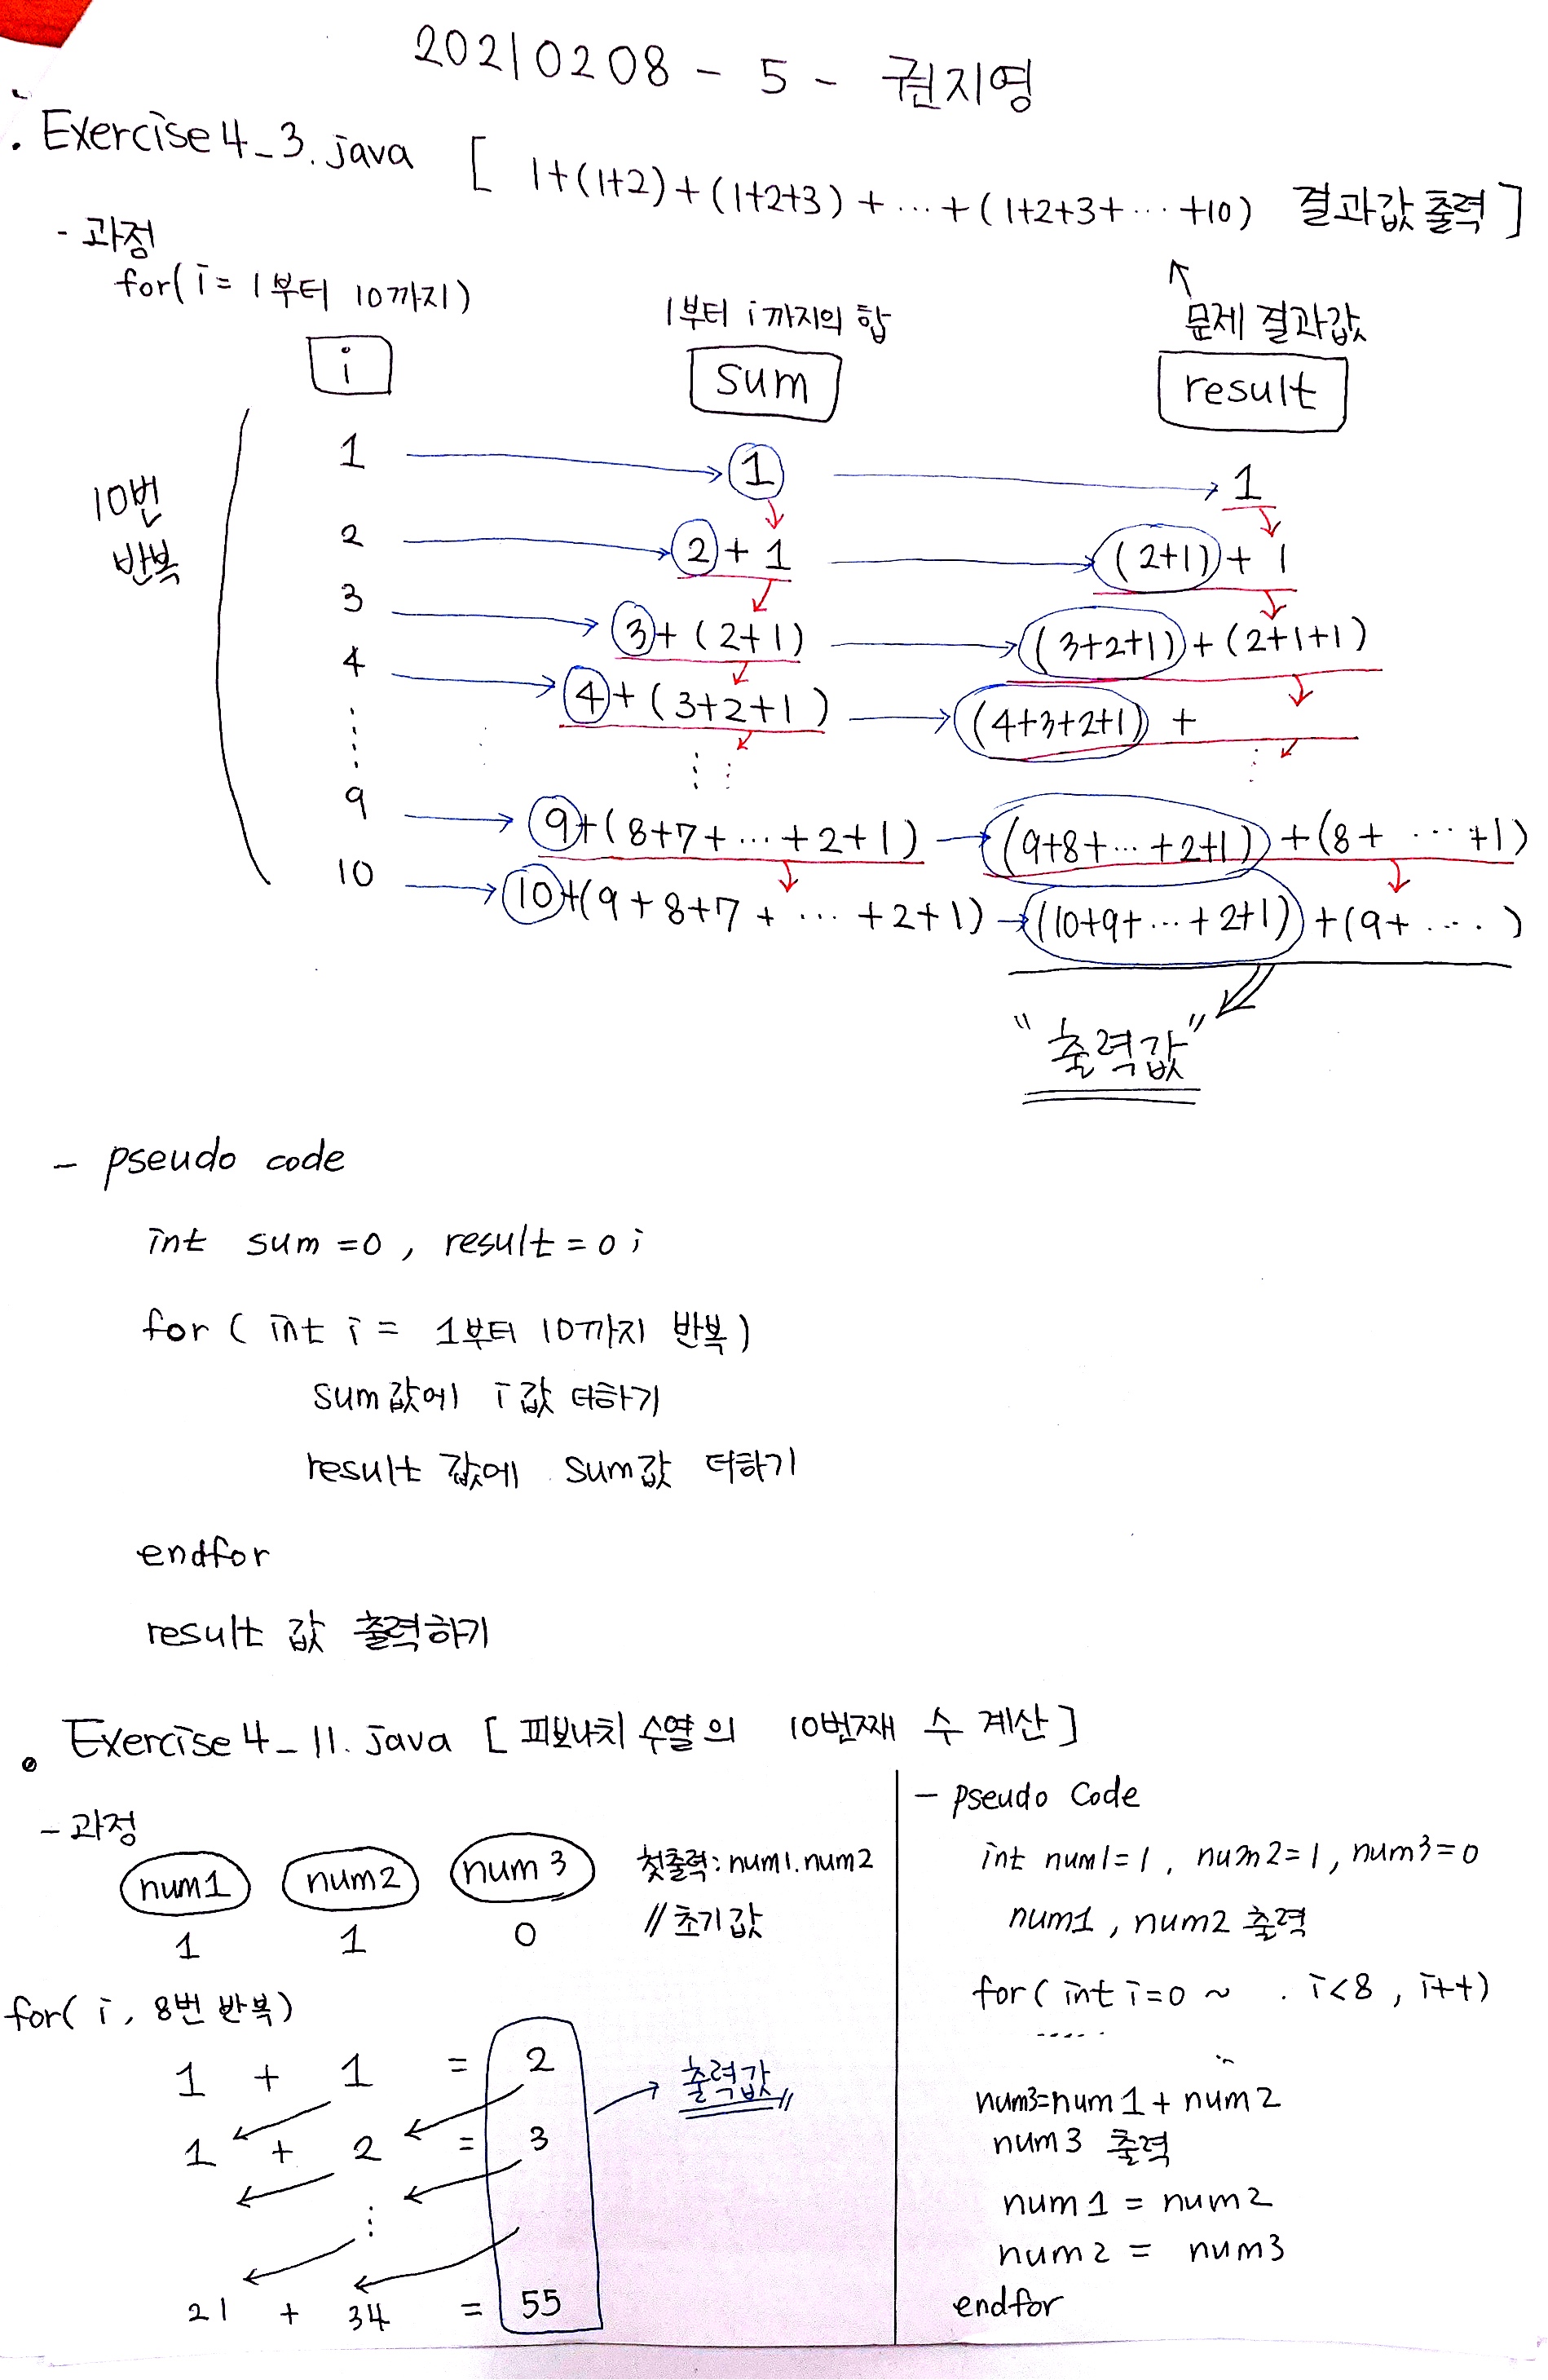 20210208 - 5 - 권지영
. Exercise4_3.java [ 1+(1+2)+(1+2+3)+...+(1+2+3+...+10) 결과값 출력 ]
- 과정
for(i= 1부터 10까지)
1부터 i까지의 합
↖
문제 결과값
i sum result
10번
반복
1 → 1 → 1
2 → 2+1 → (2+1)+1
3 → 3+(2+1) → (3+2+1)+(2+1+1)
4 → 4+(3+2+1) → (4+3+2+1)+
9 → 9+(8+7+...+2+1) → (9+8+...+2+1)+(8+ ...+1)
10 → 10+(9+8+7+ ... +2+1) → (10+9+...+2+1)+(9+ ....)
"출력값"
- pseudo code
int sum =0, result=0;
for ( int i = 1부터 10까지 반복)
sum값에 i값 더하기
result 값에 sum값 더하기
endfor
result 값 출력하기
. Exercise4_11.java [ 피보나치 수열의 10번째 수 계산 ]
- 과정
num1 num2 num3 첫출력: num1.num2
1 1 0 // 초기값
for( i, 8번 반복)
1 + 1 = 2
→ 출력값
1 + 2 = 3
21 + 34 = 55
- pseudo code
int num1=1, num2=1, num3=0
num1, num2 출력
for( int i=0 ~ . i<8, i++)
num3=num1+num2
num3 출력
num1 = num2
num2 = num3
endfor